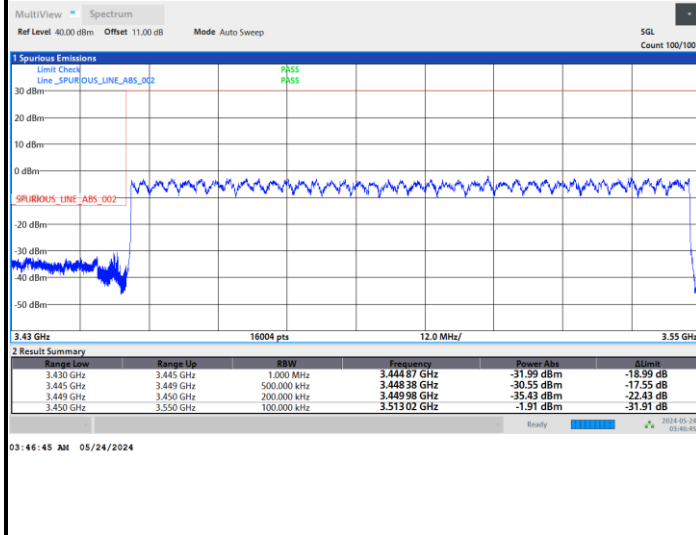 MultiView Spectrum
Ref Level 40.00 dBm Offset 11.00 dB Mode Auto Sweep SGL
Count 100/100
1 Spurious Emissions
Limit Check PASS
Line _SPURIOUS_LINE_ABS_002 PASS
30 dBm
20 dBm
10 dBm
0 dBm
SPURIOUS_LINE_ABS_002
-20 dBm
-30 dBm
-40 dBm
-50 dBm
3.43 GHz 16004 pts 12.0 MHz/ 3.55 GHz
2 Result Summary
Range Low Range Up RBW Frequency Power Abs ΔLimit
3.430 GHz 3.445 GHz 1.000 MHz 3.444 87 GHz -31.99 dBm -18.99 dB
3.445 GHz 3.449 GHz 500.000 kHz 3.448 38 GHz -30.55 dBm -17.55 dB
3.449 GHz 3.450 GHz 200.000 kHz 3.449 98 GHz -35.43 dBm -22.43 dB
3.450 GHz 3.550 GHz 100.000 kHz 3.513 02 GHz -1.91 dBm -31.91 dB
Ready 2024-05-24
03:46:45
03:46:45 AM 05/24/2024